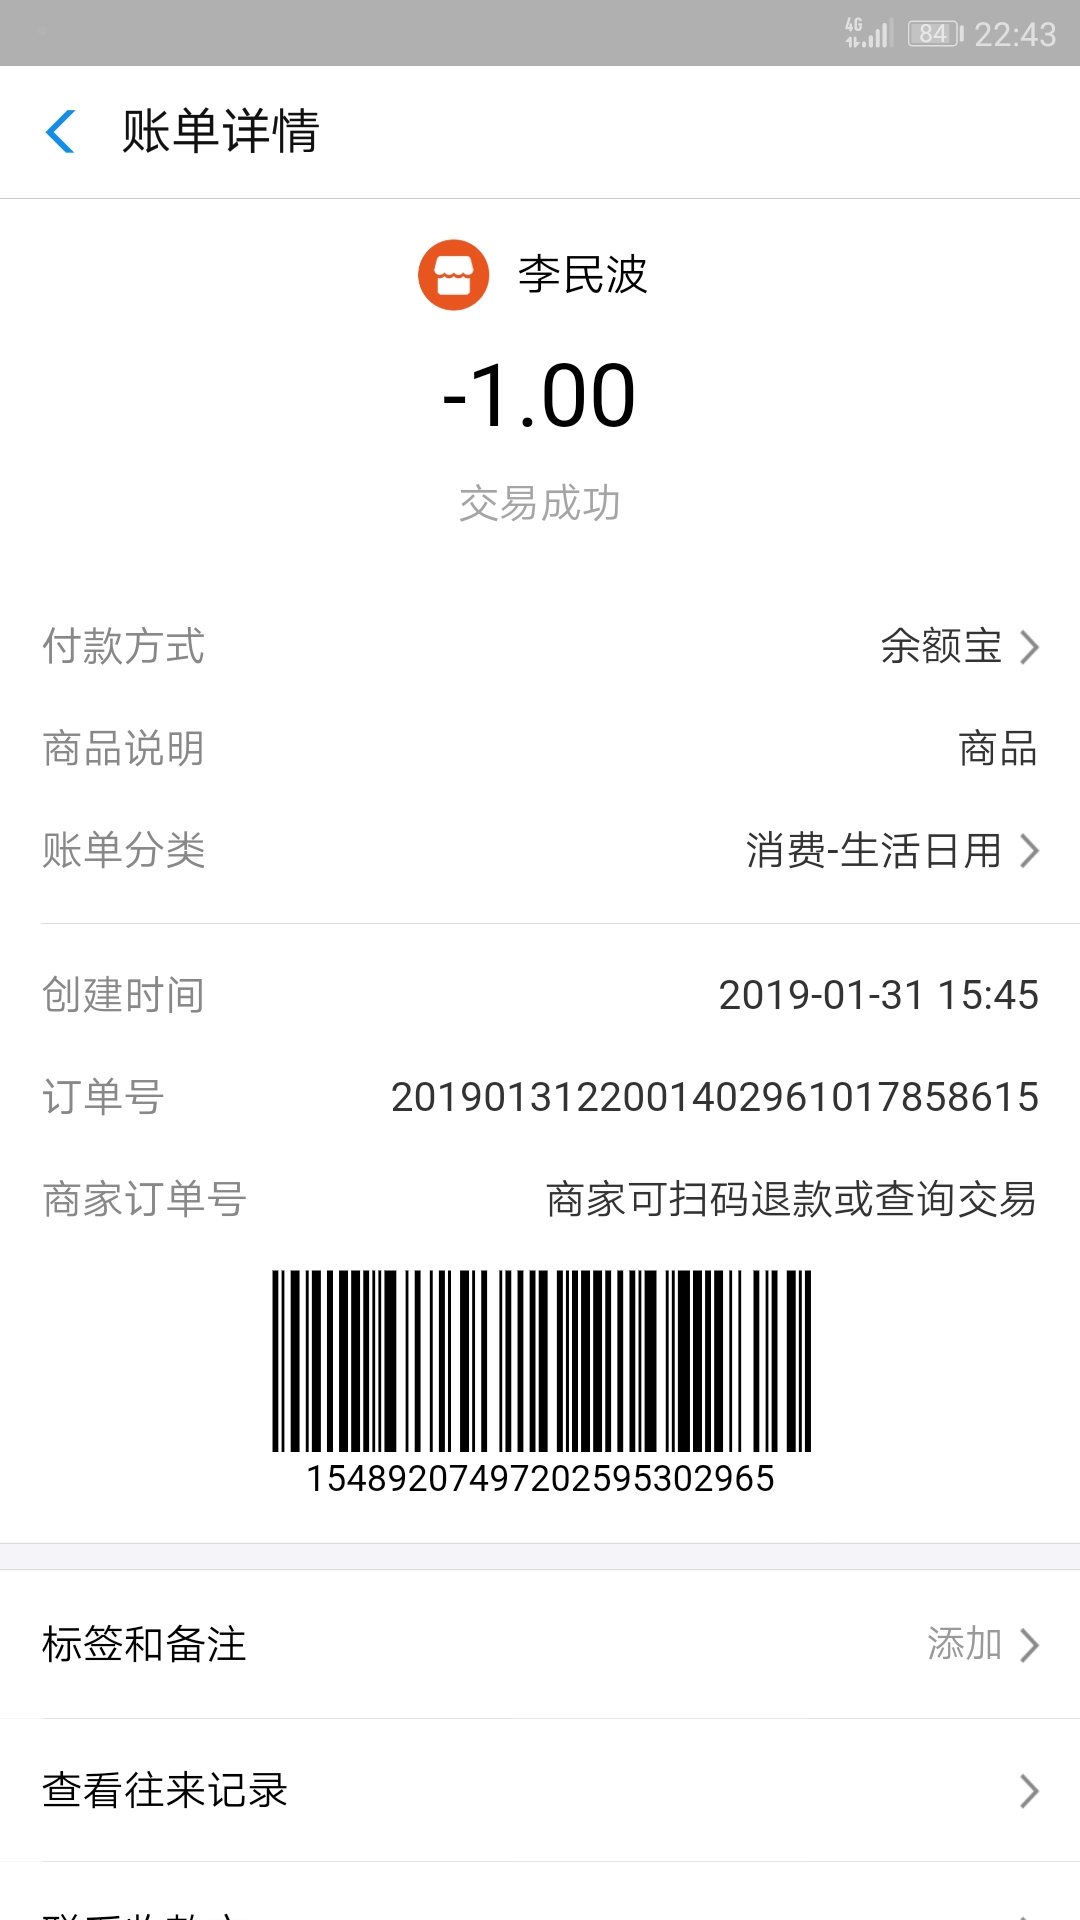 4G 84 22:43
账单详情
李民波
-1.00
交易成功
付款方式 余额宝
商品说明 商品
账单分类 消费-生活日用
创建时间 2019-01-31 15:45
订单号 2019013122001402961017858615
商家订单号 商家可扫码退款或查询交易
15489207497202595302965
标签和备注 添加
查看往来记录